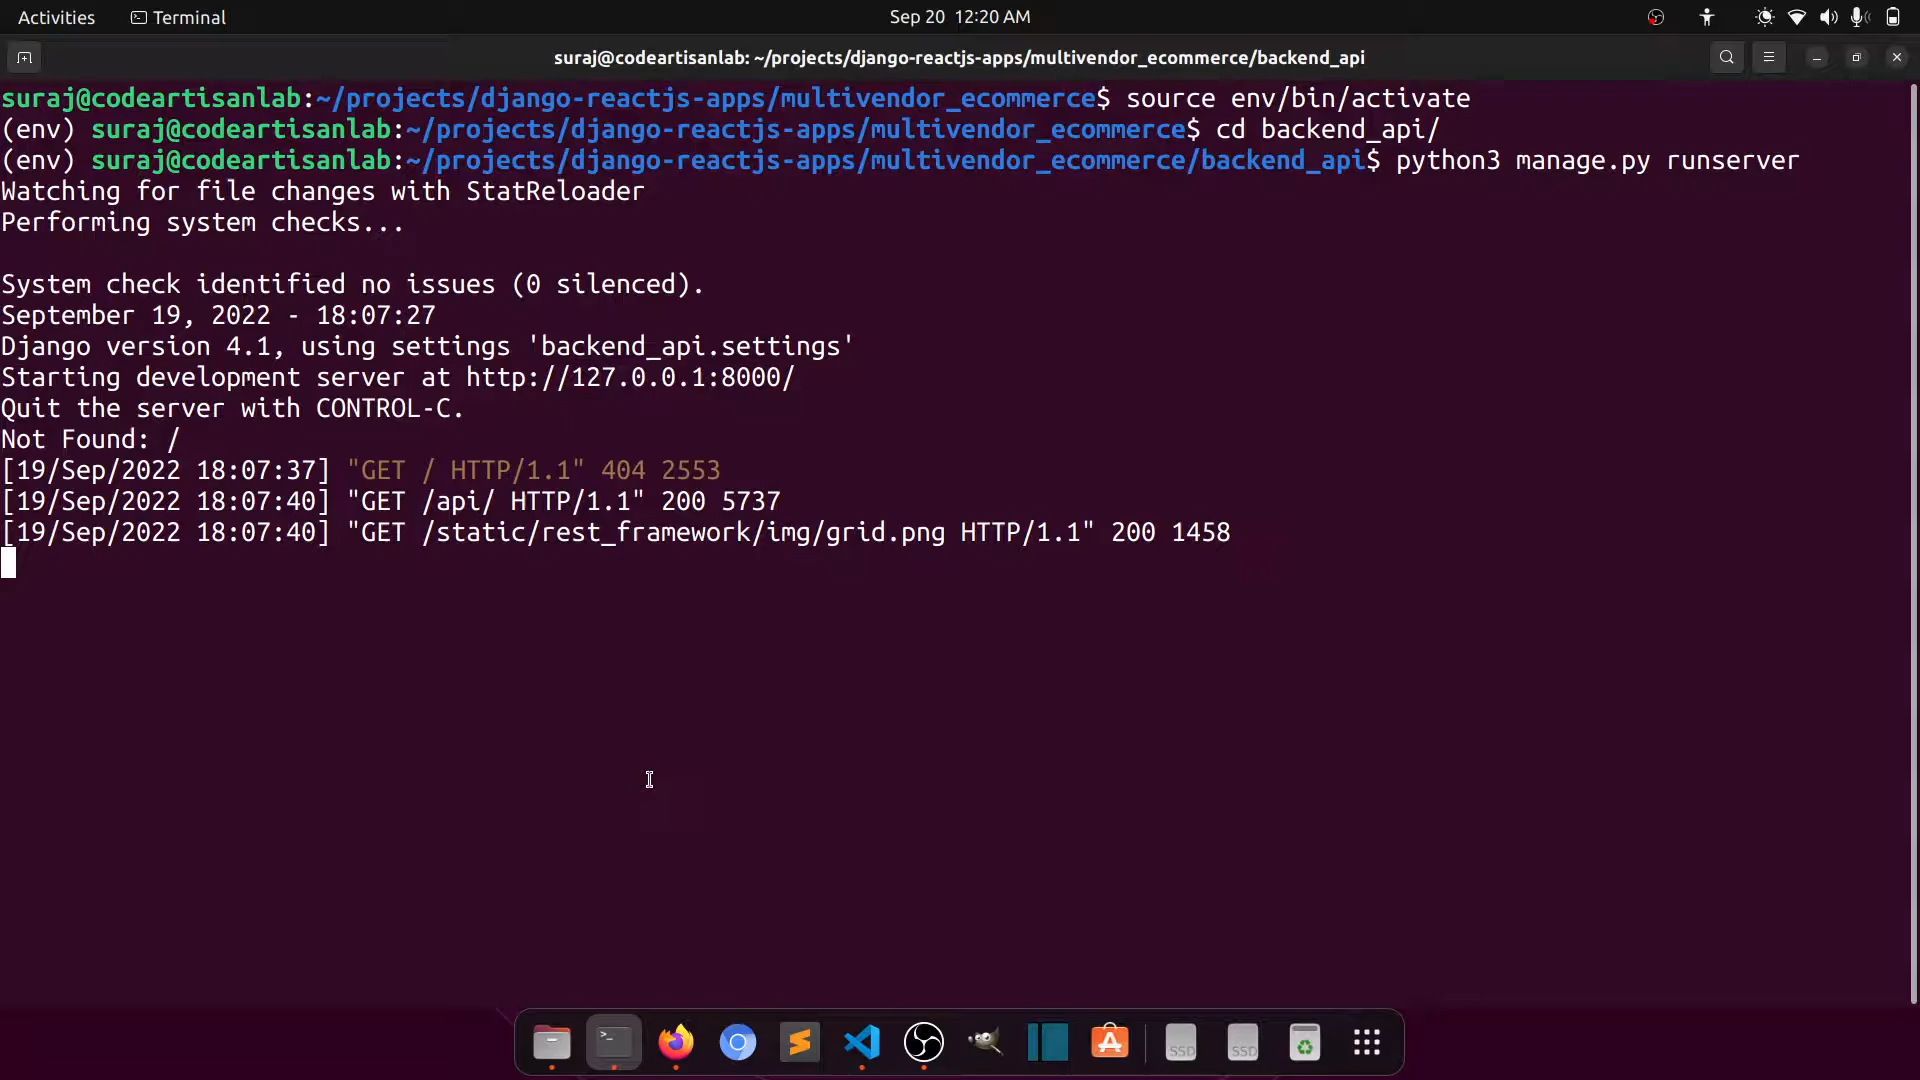 Activities Terminal Sep 20 12:20 AM
suraj@codeartisanlab: ~/projects/django-reactjs-apps/multivendor_ecommerce/backend_api
suraj@codeartisanlab:~/projects/django-reactjs-apps/multivendor_ecommerce$ source env/bin/activate
(env) suraj@codeartisanlab:~/projects/django-reactjs-apps/multivendor_ecommerce$ cd backend_api/
(env) suraj@codeartisanlab:~/projects/django-reactjs-apps/multivendor_ecommerce/backend_api$ python3 manage.py runserver
Watching for file changes with StatReloader
Performing system checks...
System check identified no issues (0 silenced).
September 19, 2022 - 18:07:27
Django version 4.1, using settings 'backend_api.settings'
Starting development server at http://127.0.0.1:8000/
Quit the server with CONTROL-C.
Not Found: /
[19/Sep/2022 18:07:37] "GET / HTTP/1.1" 404 2553
[19/Sep/2022 18:07:40] "GET /api/ HTTP/1.1" 200 5737
[19/Sep/2022 18:07:40] "GET /static/rest_framework/img/grid.png HTTP/1.1" 200 1458
SSD SSD